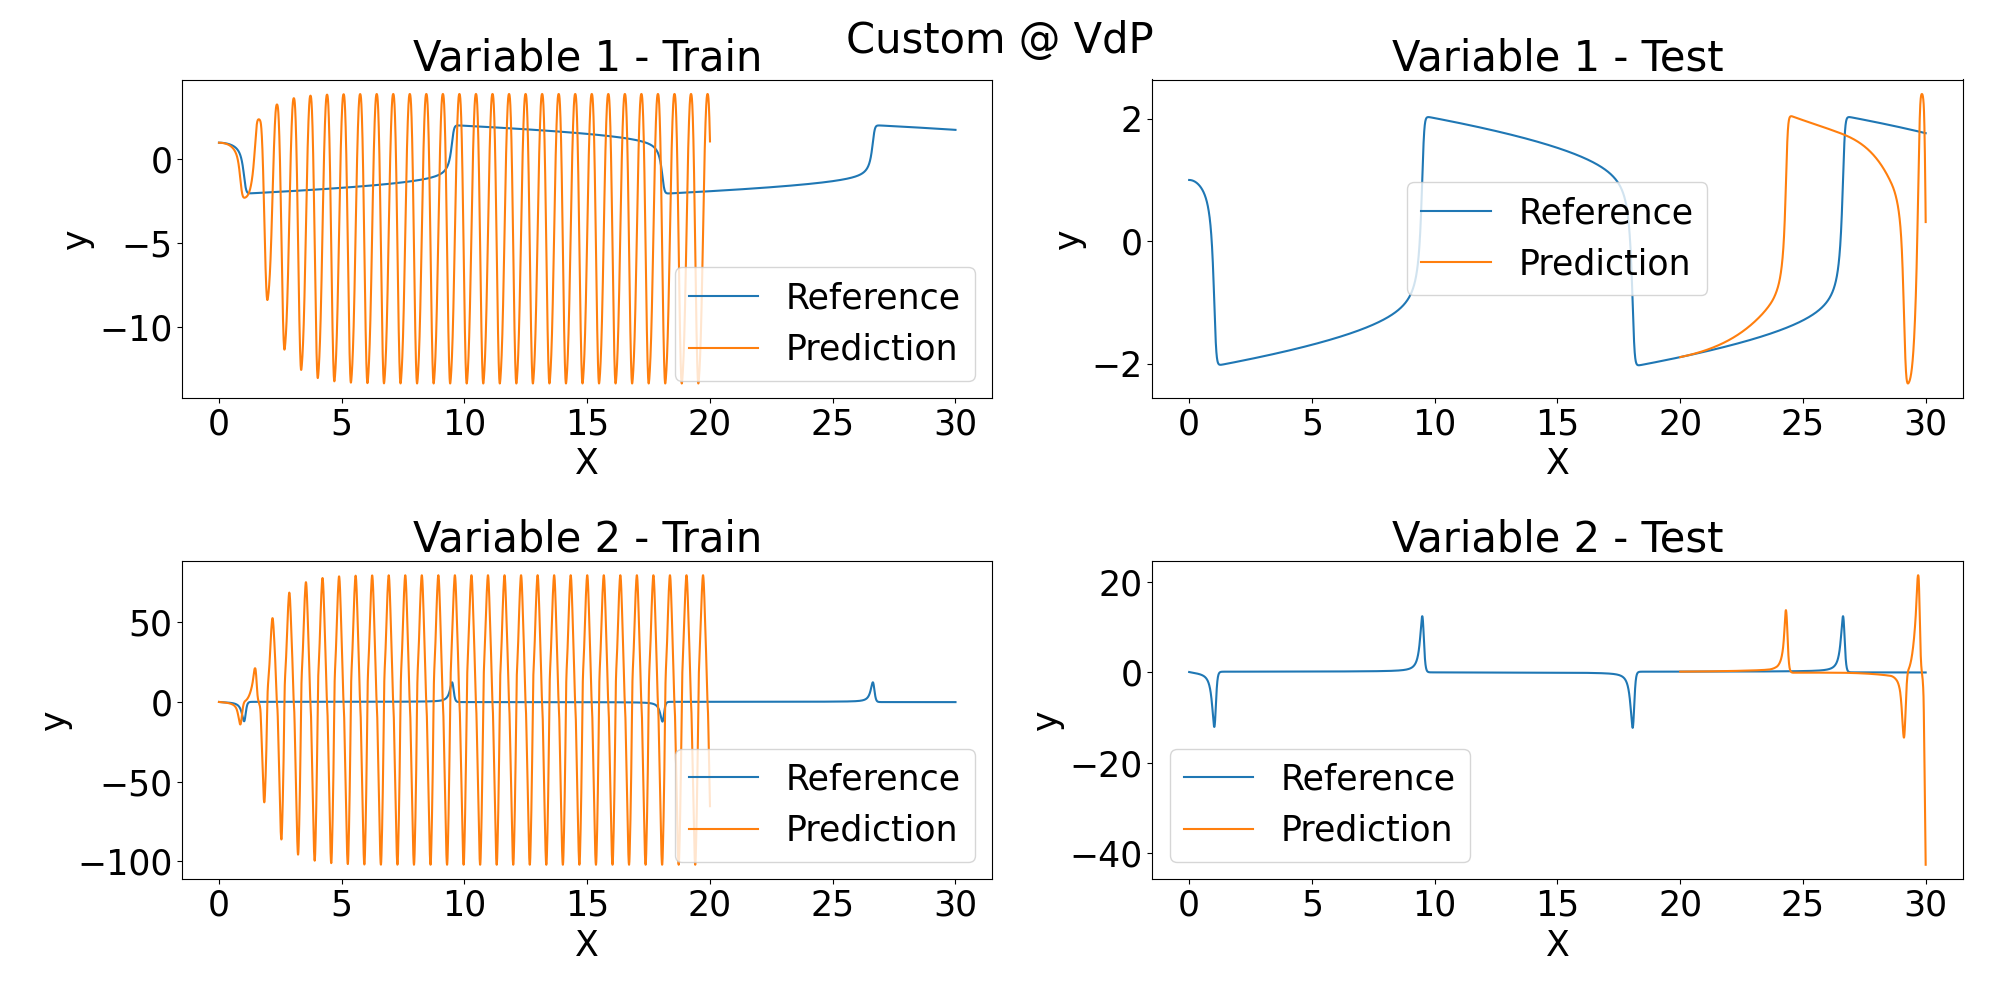 Custom @ VdP
Variable 1 - Train
y
0
−5
−10
0 5 10 15 20 25 30
X
Reference
Prediction
Variable 1 - Test
y
2
0
−2
0 5 10 15 20 25 30
X
Reference
Prediction
Variable 2 - Train
y
50
0
−50
−100
0 5 10 15 20 25 30
X
Reference
Prediction
Variable 2 - Test
y
20
0
−20
−40
0 5 10 15 20 25 30
X
Reference
Prediction